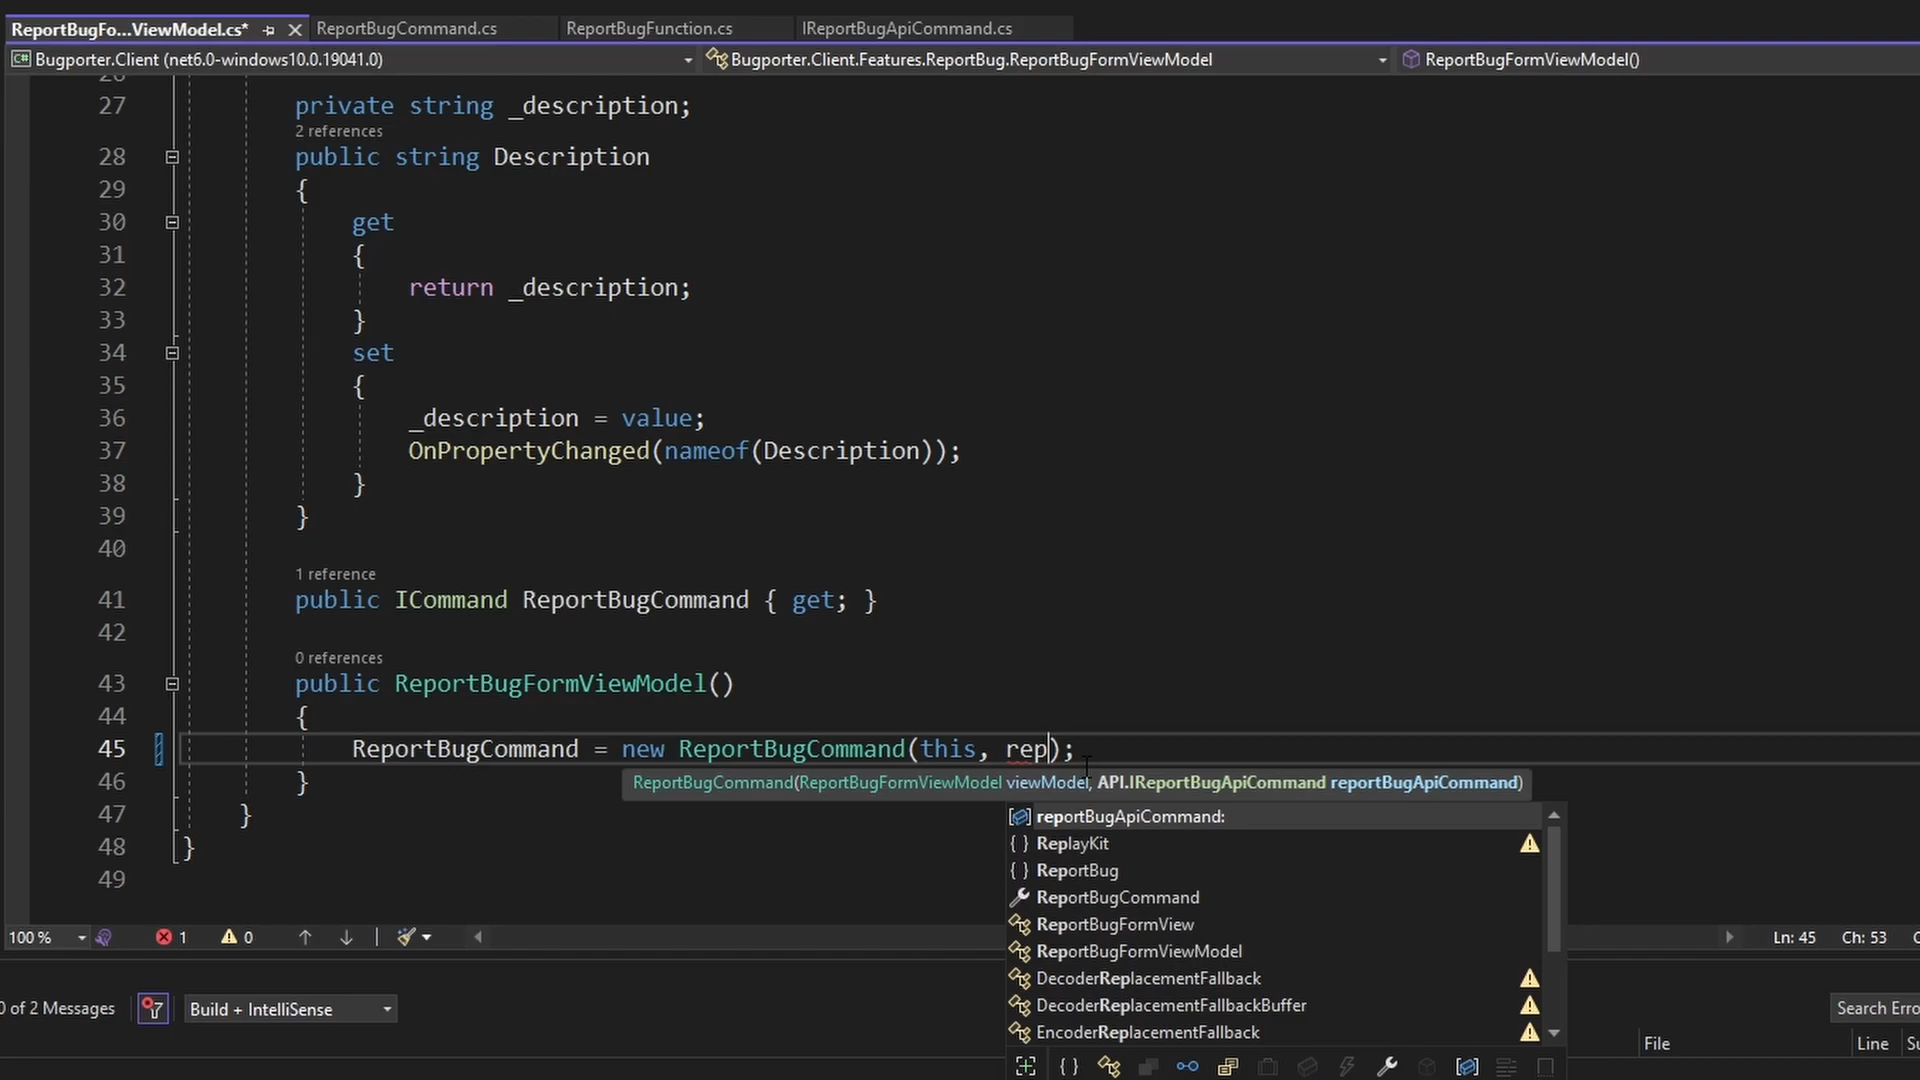 ReportBugFo...ViewModel.cs* ReportBugCommand.cs ReportBugFunction.cs IReportBugApiCommand.cs
C# Bugporter.Client (net6.0-windows10.0.19041.0) Bugporter.Client.Features.ReportBug.ReportBugFormViewModel ReportBugFormViewModel()
27 private string _description;
2 references
28 public string Description
29 {
30 get
31 {
32 return _description;
33 }
34 set
35 {
36 _description = value;
37 OnPropertyChanged(nameof(Description));
38 }
39 }
40
1 reference
41 public ICommand ReportBugCommand { get; }
42
0 references
43 public ReportBugFormViewModel()
44 {
45 ReportBugCommand = new ReportBugCommand(this, rep);
46 }
ReportBugCommand(ReportBugFormViewModel viewModel, API.IReportBugApiCommand reportBugApiCommand)
47 }
reportBugApiCommand:
48 }
{ } ReplayKit
49
{ } ReportBug
ReportBugCommand
ReportBugFormView
ReportBugFormViewModel
DecoderReplacementFallback
DecoderReplacementFallbackBuffer
EncoderReplacementFallback
100 % 1 0 Ln: 45 Ch: 53
0 of 2 Messages Build + IntelliSense Search Erro
File Line Su
{ }